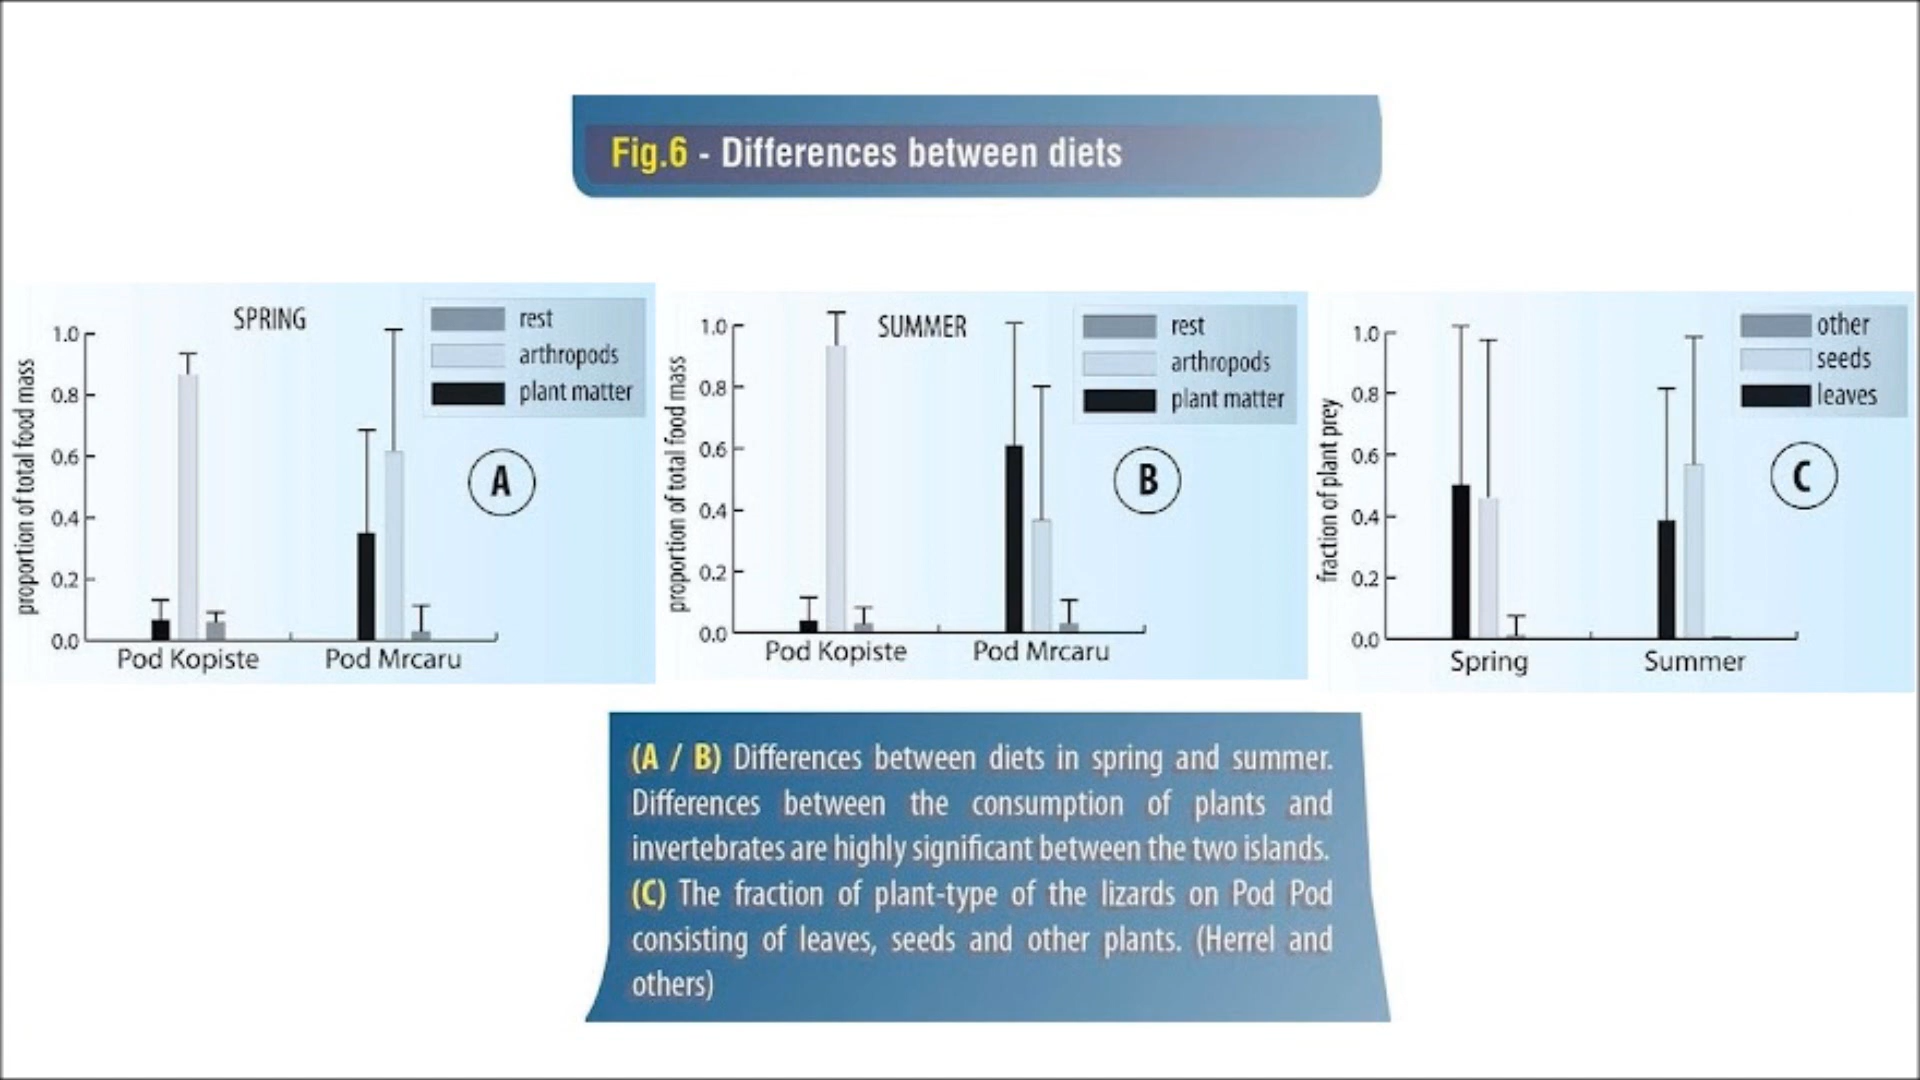 Fig.6 - Differences between diets
SPRING
rest
arthropods
plant matter
A
proportion of total food mass
1.0
0.8
0.6
0.4
0.2
0.0
Pod Kopiste
Pod Mrcaru
SUMMER
rest
arthropods
plant matter
B
proportion of total food mass
1.0
0.8
0.6
0.4
0.2
0.0
Pod Kopiste
Pod Mrcaru
other
seeds
leaves
C
fraction of plant prey
1.0
0.8
0.6
0.4
0.2
0.0
Spring
Summer
(A / B) Differences between diets in spring and summer.
Differences between the consumption of plants and
invertebrates are highly significant between the two islands.
(C) The fraction of plant-type of the lizards on Pod Pod
consisting of leaves, seeds and other plants. (Herrel and
others)